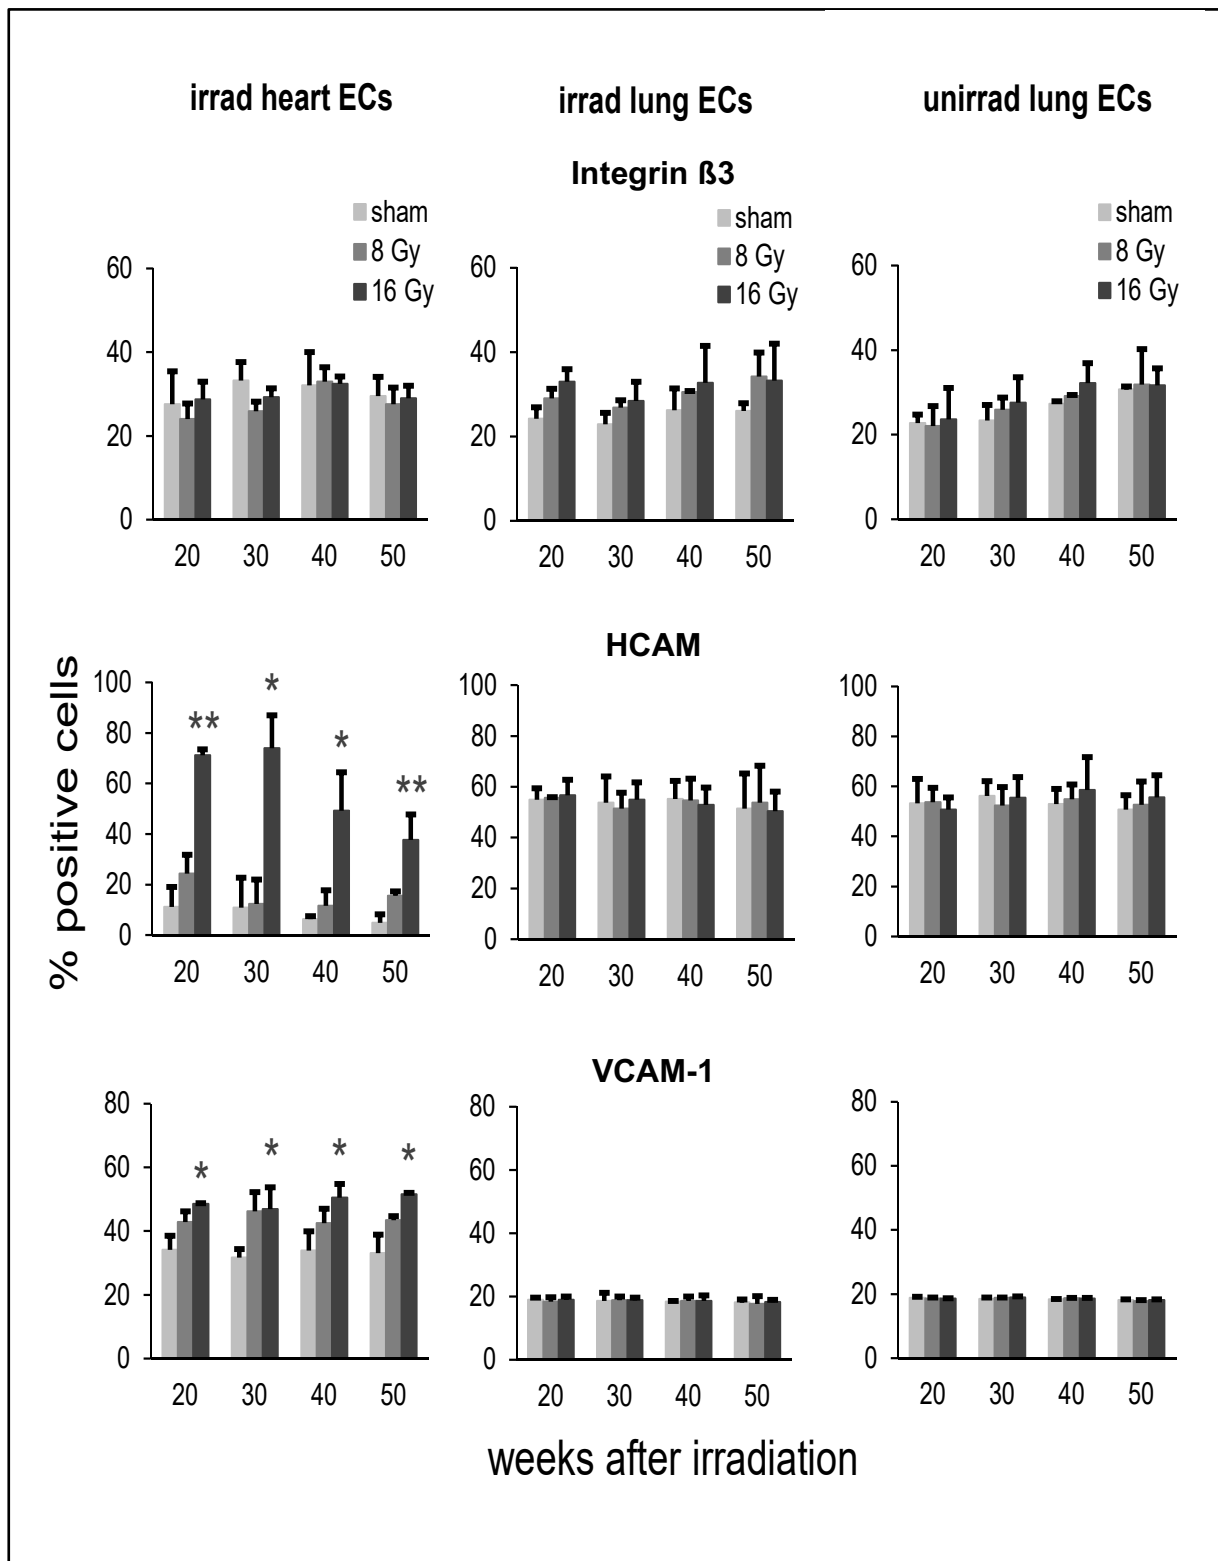 irrad heart ECs irrad lung ECs unirrad lung ECs
Integrin ß3
sham
8 Gy
16 Gy
sham
8 Gy
16 Gy
sham
8 Gy
16 Gy
60
40
20
0
20 30 40 50
60
40
20
0
20 30 40 50
60
40
20
0
20 30 40 50
HCAM
% positive cells
100
80
60
40
20
0
** * * **
20 30 40 50
100
80
60
40
20
0
20 30 40 50
100
80
60
40
20
0
20 30 40 50
VCAM-1
80
60
40
20
0
* * * *
20 30 40 50
80
60
40
20
0
20 30 40 50
80
60
40
20
0
20 30 40 50
weeks after irradiation